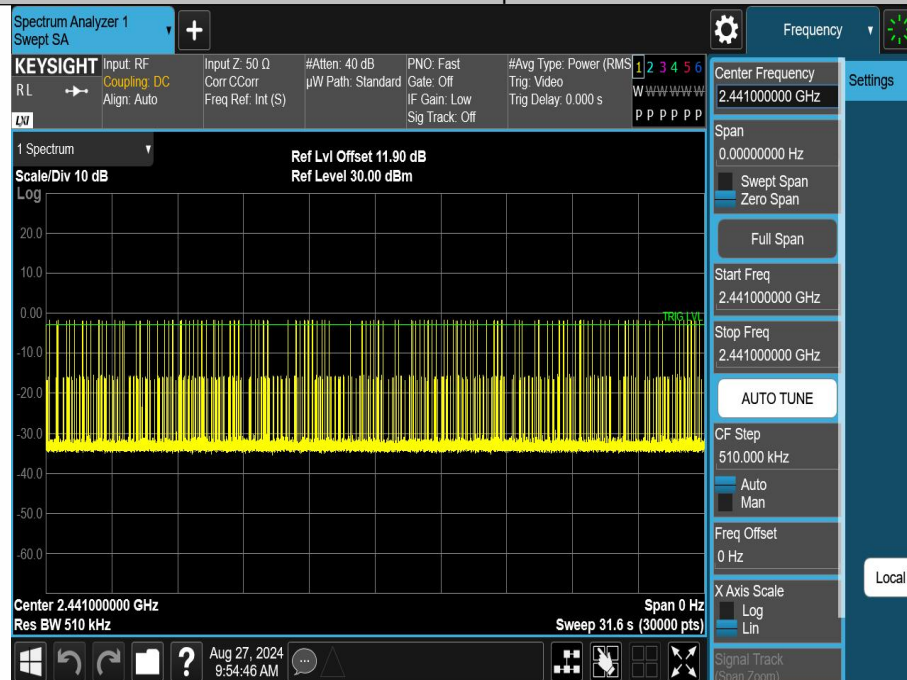 Spectrum Analyzer 1
Swept SA
Frequency
KEYSIGHT
RL
LXI
Input: RF
Coupling: DC
Align: Auto
Input Z: 50 Ω
Corr CCorr
Freq Ref: Int (S)
#Atten: 40 dB
µW Path: Standard
PNO: Fast
Gate: Off
IF Gain: Low
Sig Track: Off
#Avg Type: Power (RMS
Trig: Video
Trig Delay: 0.000 s
1 2 3 4 5 6
W W W W W W
P P P P P P
Center Frequency
2.441000000 GHz
Settings
Span
0.00000000 Hz
Swept Span
Zero Span
Full Span
Start Freq
2.441000000 GHz
Stop Freq
2.441000000 GHz
AUTO TUNE
CF Step
510.000 kHz
Auto
Man
Freq Offset
0 Hz
X Axis Scale
Log
Lin
Signal Track
(Span Zoom)
Local
1 Spectrum
Scale/Div 10 dB
Log
Ref Lvl Offset 11.90 dB
Ref Level 30.00 dBm
20.0
10.0
0.00
TRIG LVL
-10.0
-20.0
-30.0
-40.0
-50.0
-60.0
Center 2.441000000 GHz
Res BW 510 kHz
Span 0 Hz
Sweep 31.6 s (30000 pts)
?
Aug 27, 2024
9:54:46 AM